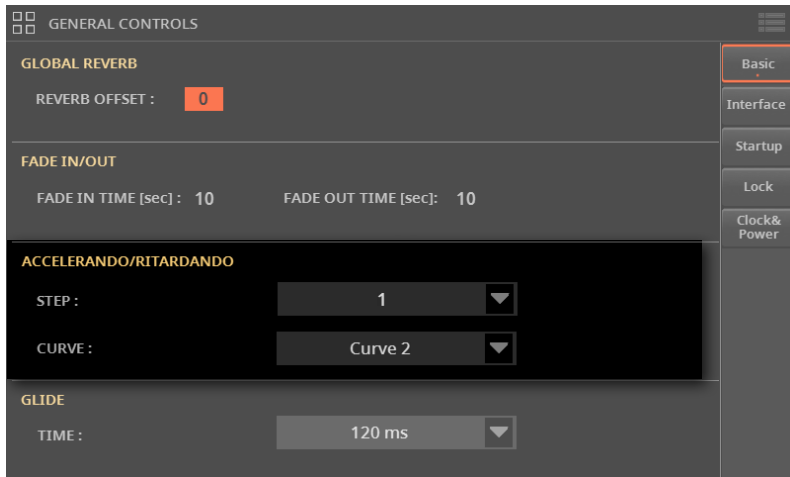 GENERAL CONTROLS
GLOBAL REVERB
REVERB OFFSET : 0
FADE IN/OUT
FADE IN TIME [sec] : 10 FADE OUT TIME [sec]: 10
ACCELERANDO/RITARDANDO
STEP : 1
CURVE : Curve 2
GLIDE
TIME : 120 ms
Basic
Interface
Startup
Lock
Clock&
Power